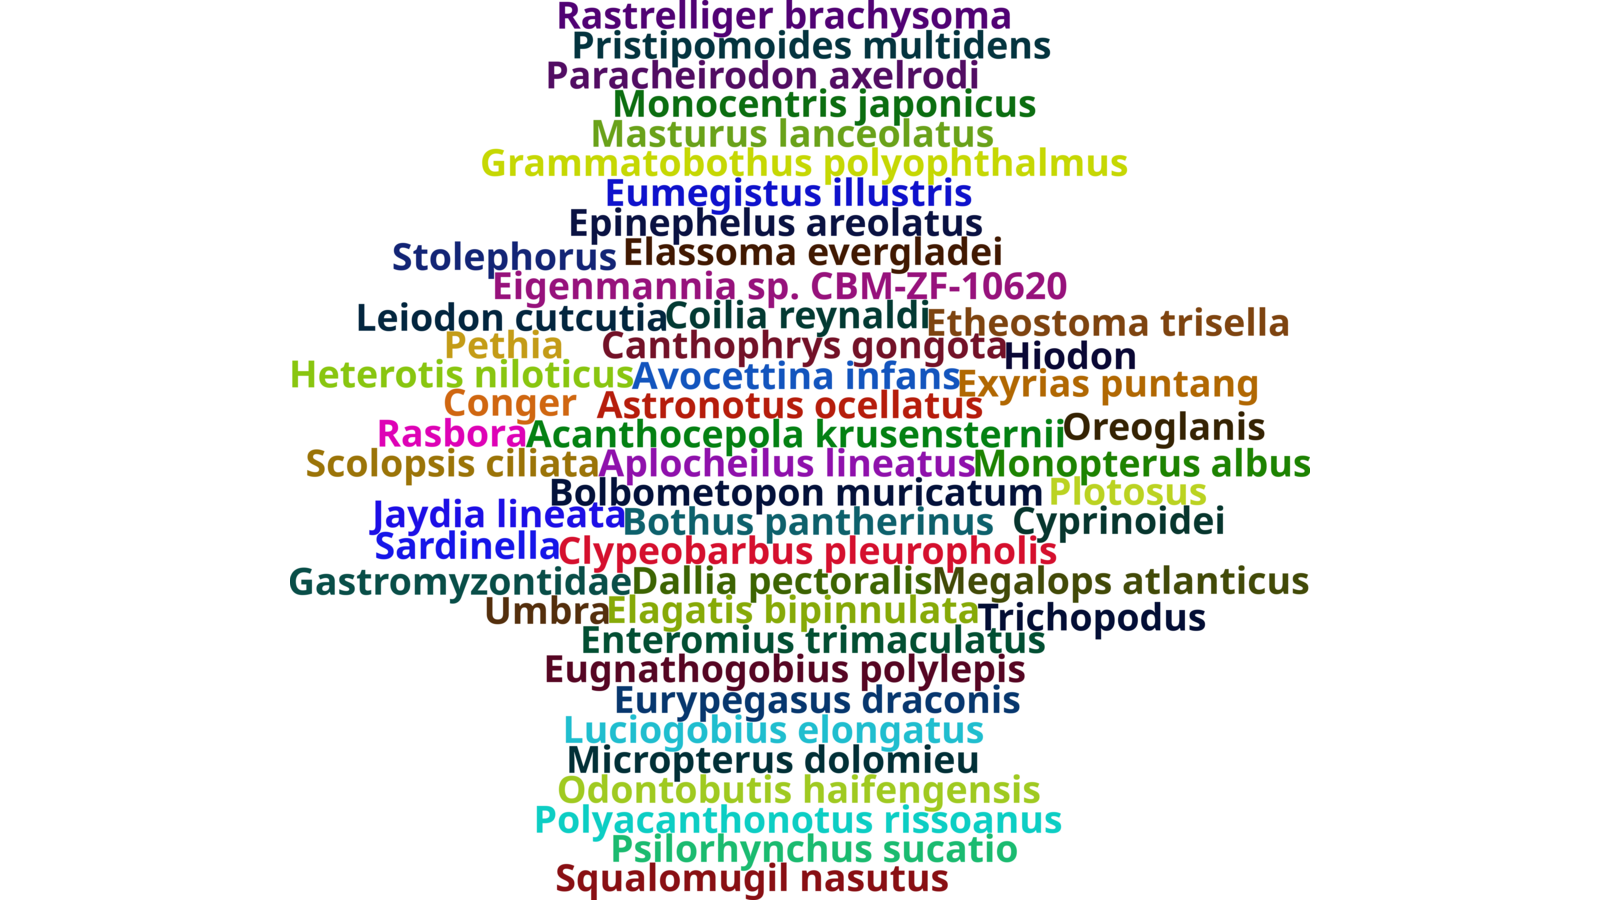 Rastrelliger brachysoma
Pristipomoides multidens
Paracheirodon axelrodi
Monocentris japonicus
Masturus lanceolatus
Grammatobothus polyophthalmus
Eumegistus illustris
Epinephelus areolatus
Stolephorus Elassoma evergladei
Eigenmannia sp. CBM-ZF-10620
Leiodon cutcutia Coilia reynaldi Etheostoma trisella
Pethia Canthophrys gongota Hiodon
Heterotis niloticus Avocettina infans Exyrias puntang
Conger Astronotus ocellatus
Rasbora Acanthocepola krusensternii Oreoglanis
Scolopsis ciliata Aplocheilus lineatus Monopterus albus
Bolbometopon muricatum Plotosus
Jaydia lineata Bothus pantherinus Cyprinoidei
Sardinella Clypeobarbus pleuropholis
Gastromyzontidae Dallia pectoralis Megalops atlanticus
Umbra Elagatis bipinnulata Trichopodus
Enteromius trimaculatus
Eugnathogobius polylepis
Eurypegasus draconis
Luciogobius elongatus
Micropterus dolomieu
Odontobutis haifengensis
Polyacanthonotus rissoanus
Psilorhynchus sucatio
Squalomugil nasutus